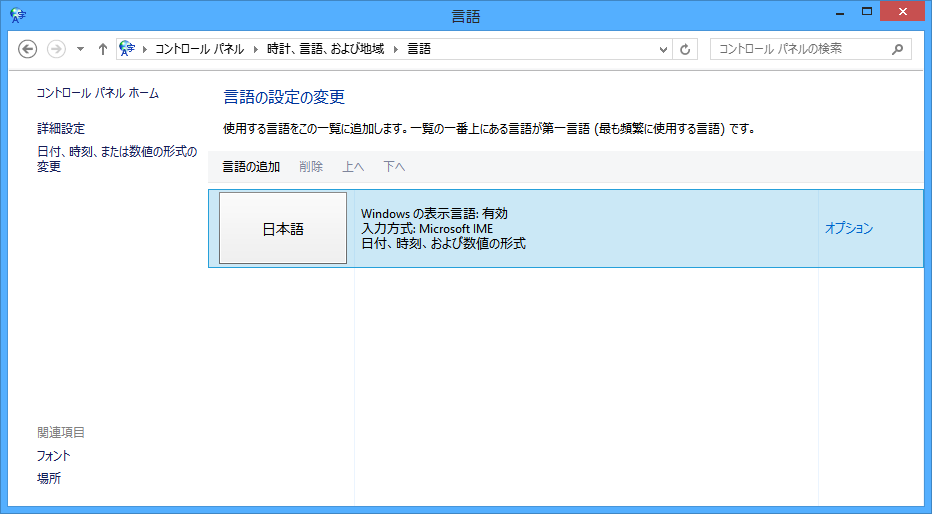 言語
コントロール パネル 時計、言語、および地域 言語
コントロール パネルの検索
コントロール パネル ホーム
詳細設定
日付、時刻、または数値の形式の
変更
言語の設定の変更
使用する言語をこの一覧に追加します。一覧の一番上にある言語が第一言語 (最も頻繁に使用する言語) です。
言語の追加 削除 上へ 下へ
日本語
Windows の表示言語: 有効
入力方式: Microsoft IME
日付、時刻、および数値の形式
オプション
関連項目
フォント
場所